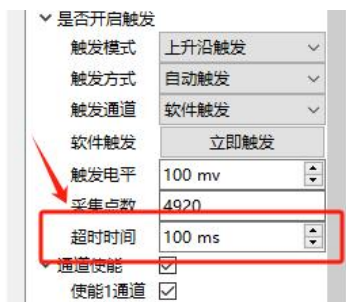 是否开启触发
触发模式 上升沿触发
触发方式 自动触发
触发通道 软件触发
软件触发 立即触发
触发电平 100 mv
采集点数 4920
超时时间 100 ms
通道使能
使能1通道